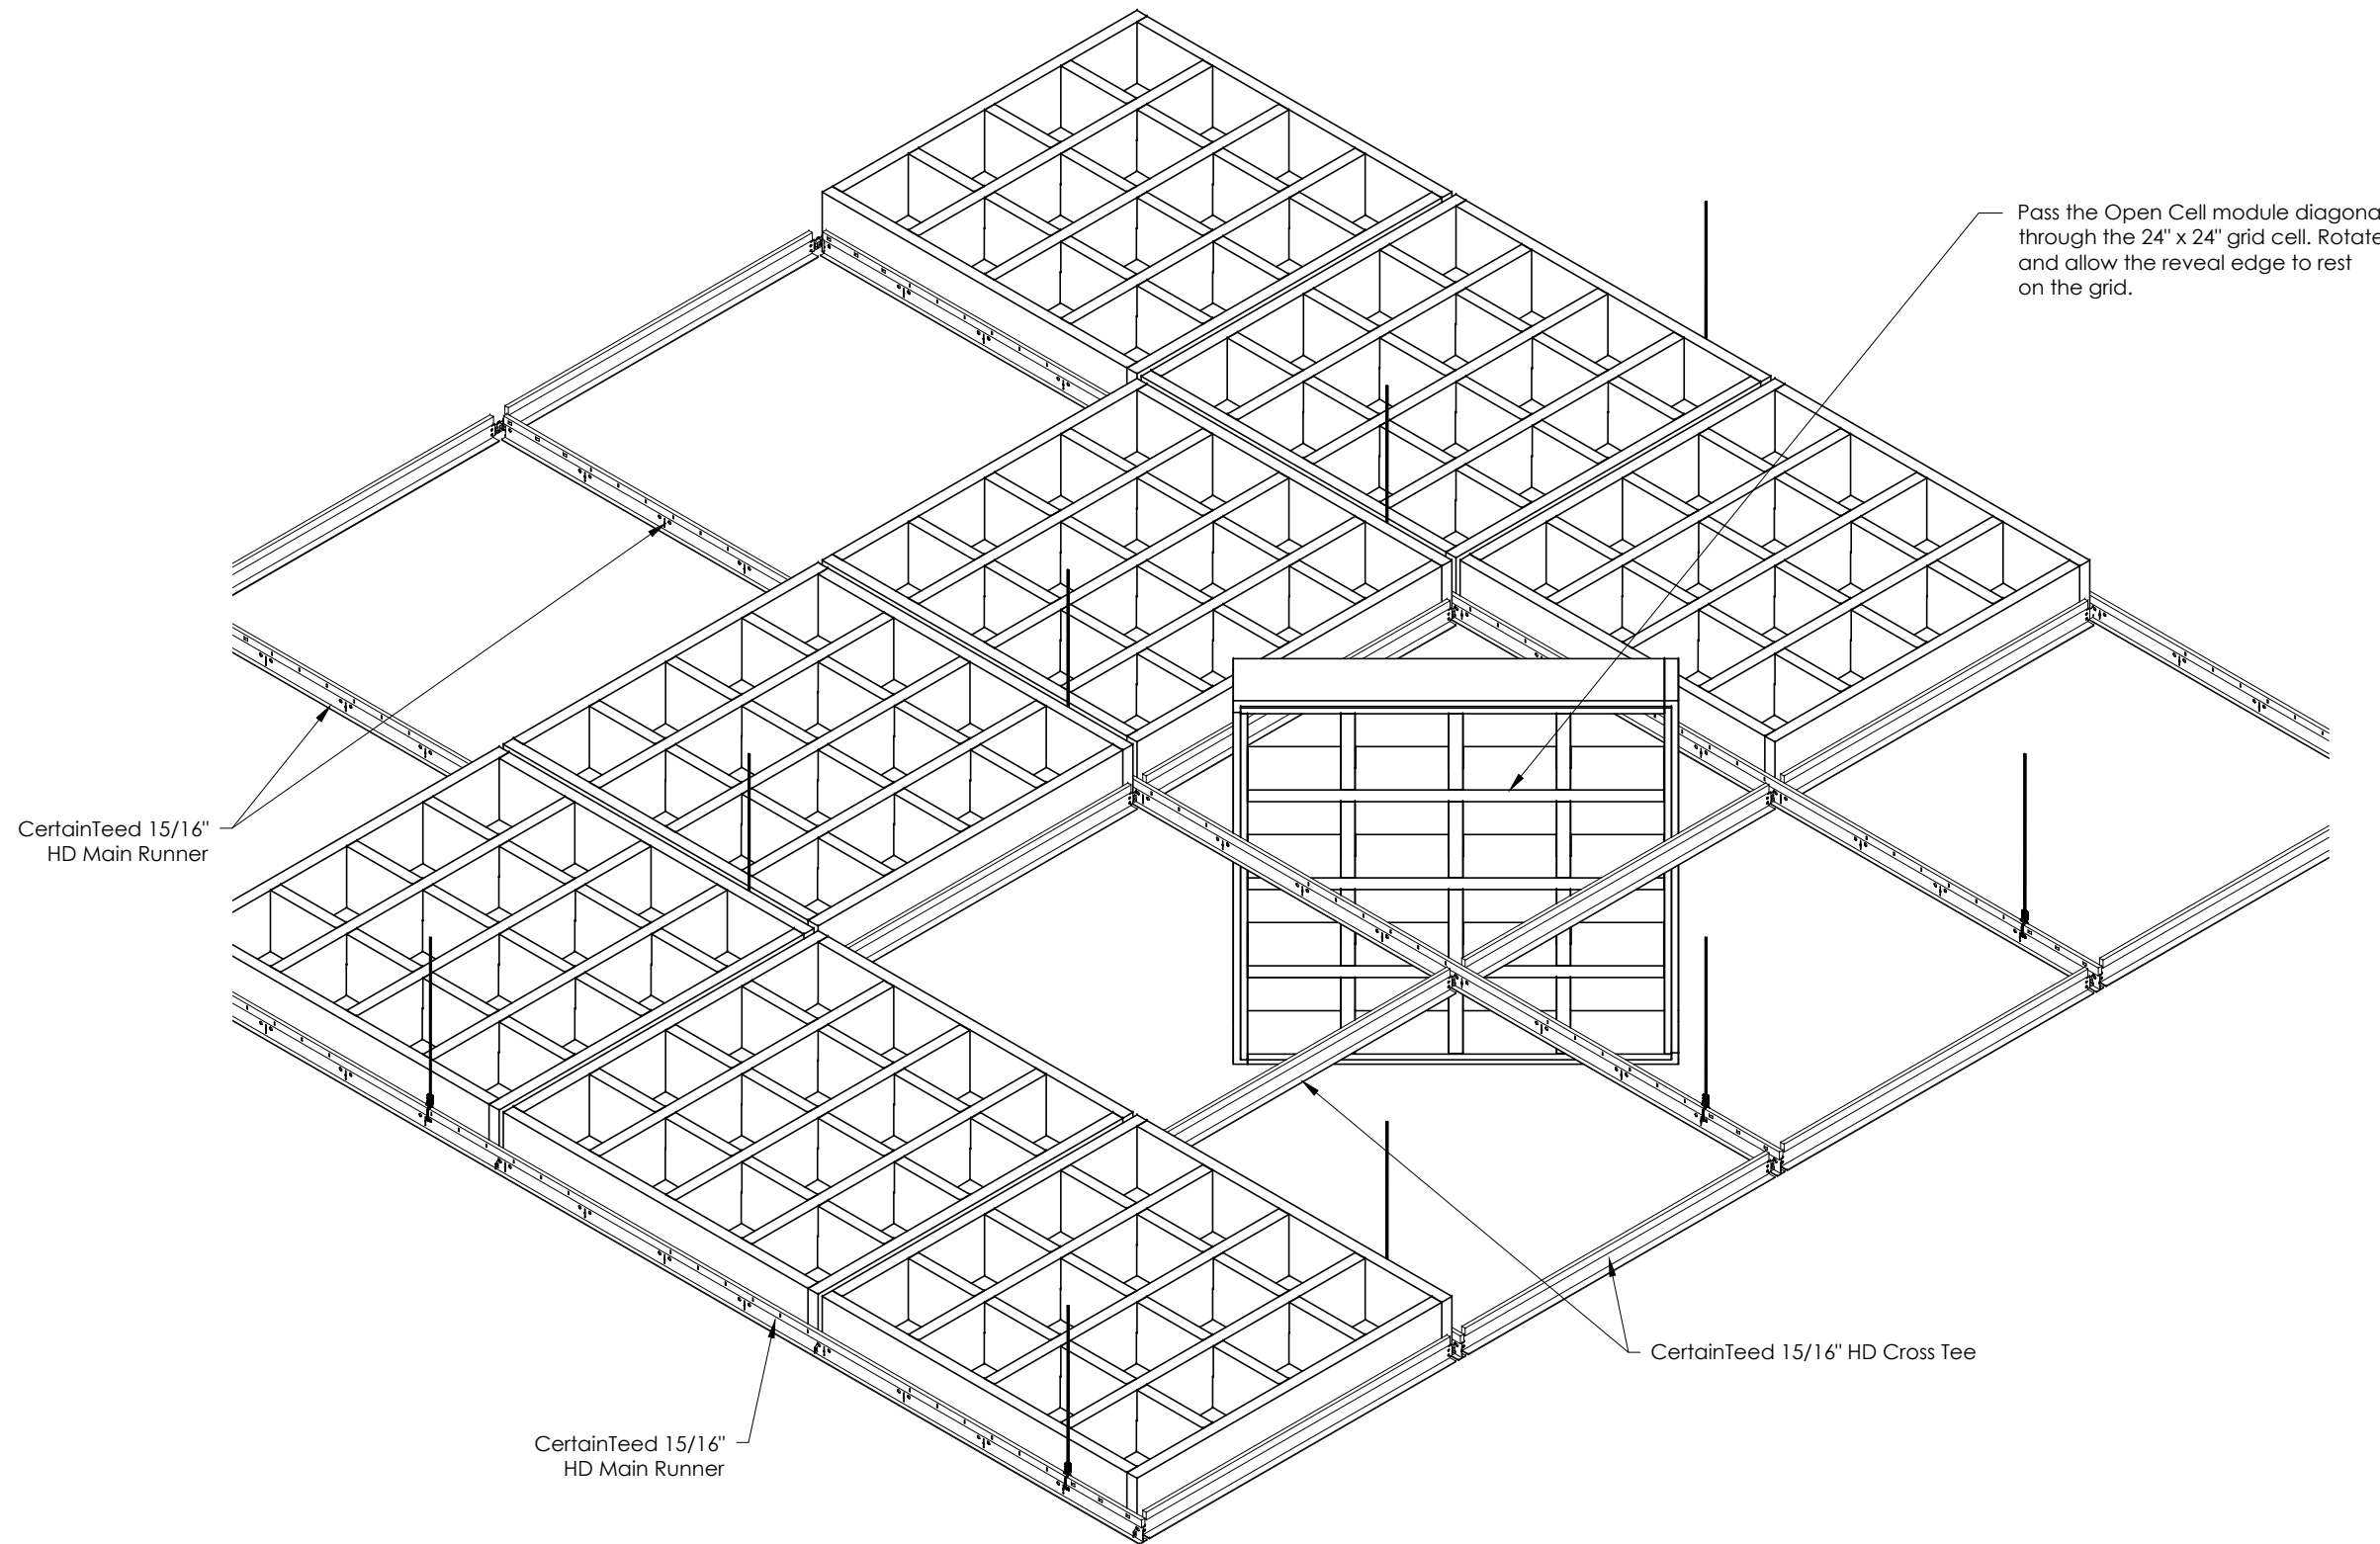 Pass the Open Cell module diagona
through the 24" x 24" grid cell. Rotate
and allow the reveal edge to rest
on the grid.
CertainTeed 15/16"
HD Main Runner
CertainTeed 15/16" HD Cross Tee
CertainTeed 15/16"
HD Main Runner